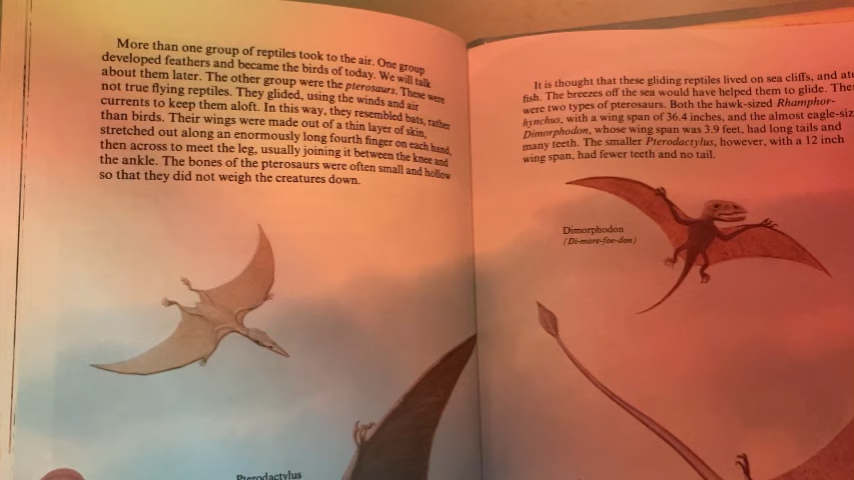 More than one group of reptiles took to the air. One group
developed feathers and became the birds of today. We will talk
about them later. The other group were the pterosaurs. These were
not true flying reptiles. They glided, using the winds and air
currents to keep them aloft. In this way, they resembled bats, rather
than birds. Their wings were made out of a thin layer of skin,
stretched out along an enormously long fourth finger on each hand,
then across to meet the leg, usually joining it between the knee and
the ankle. The bones of the pterosaurs were often small and hollow
so that they did not weigh the creatures down.
Pterodactylus
It is thought that these gliding reptiles lived on sea cliffs, and ate
fish. The breezes off the sea would have helped them to glide. The
were two types of pterosaurs. Both the hawk-sized Rhamphor-
hynchus, with a wing span of 36.4 inches, and the almost eagle-siz
Dimorphodon, whose wing span was 3.9 feet, had long tails and
many teeth. The smaller Pterodactylus, however, with a 12 inch
wing span, had fewer teeth and no tail.
Dimorphodon
(Di-more-foe-don)